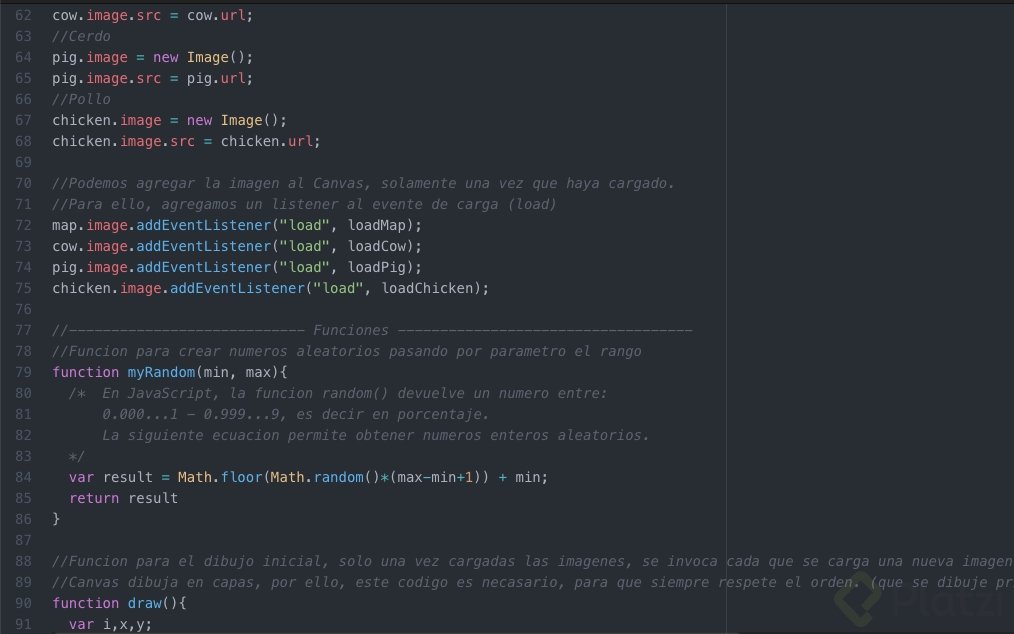 62 cow.image.src = cow.url;
63 //Cerdo
64 pig.image = new Image();
65 pig.image.src = pig.url;
66 //Pollo
67 chicken.image = new Image();
68 chicken.image.src = chicken.url;
69
70 //Podemos agregar la imagen al Canvas, solamente una vez que haya cargado.
71 //Para ello, agregamos un listener al evente de carga (load)
72 map.image.addEventListener("load", loadMap);
73 cow.image.addEventListener("load", loadCow);
74 pig.image.addEventListener("load", loadPig);
75 chicken.image.addEventListener("load", loadChicken);
76
77 //---------------------------- Funciones -----------------------------------
78 //Funcion para crear numeros aleatorios pasando por parametro el rango
79 function myRandom(min, max){
80   /*  En JavaScript, la funcion random() devuelve un numero entre:
81       0.000...1 - 0.999...9, es decir en porcentaje.
82       La siguiente ecuacion permite obtener numeros enteros aleatorios.
83   */
84   var result = Math.floor(Math.random()*(max-min+1)) + min;
85   return result
86 }
87
88 //Funcion para el dibujo inicial, solo una vez cargadas las imagenes, se invoca cada que se carga una nueva imagen
89 //Canvas dibuja en capas, por ello, este codigo es necasario, para que siempre respete el orden. (que se dibuje pr
90 function draw(){
91   var i,x,y;
Platzi